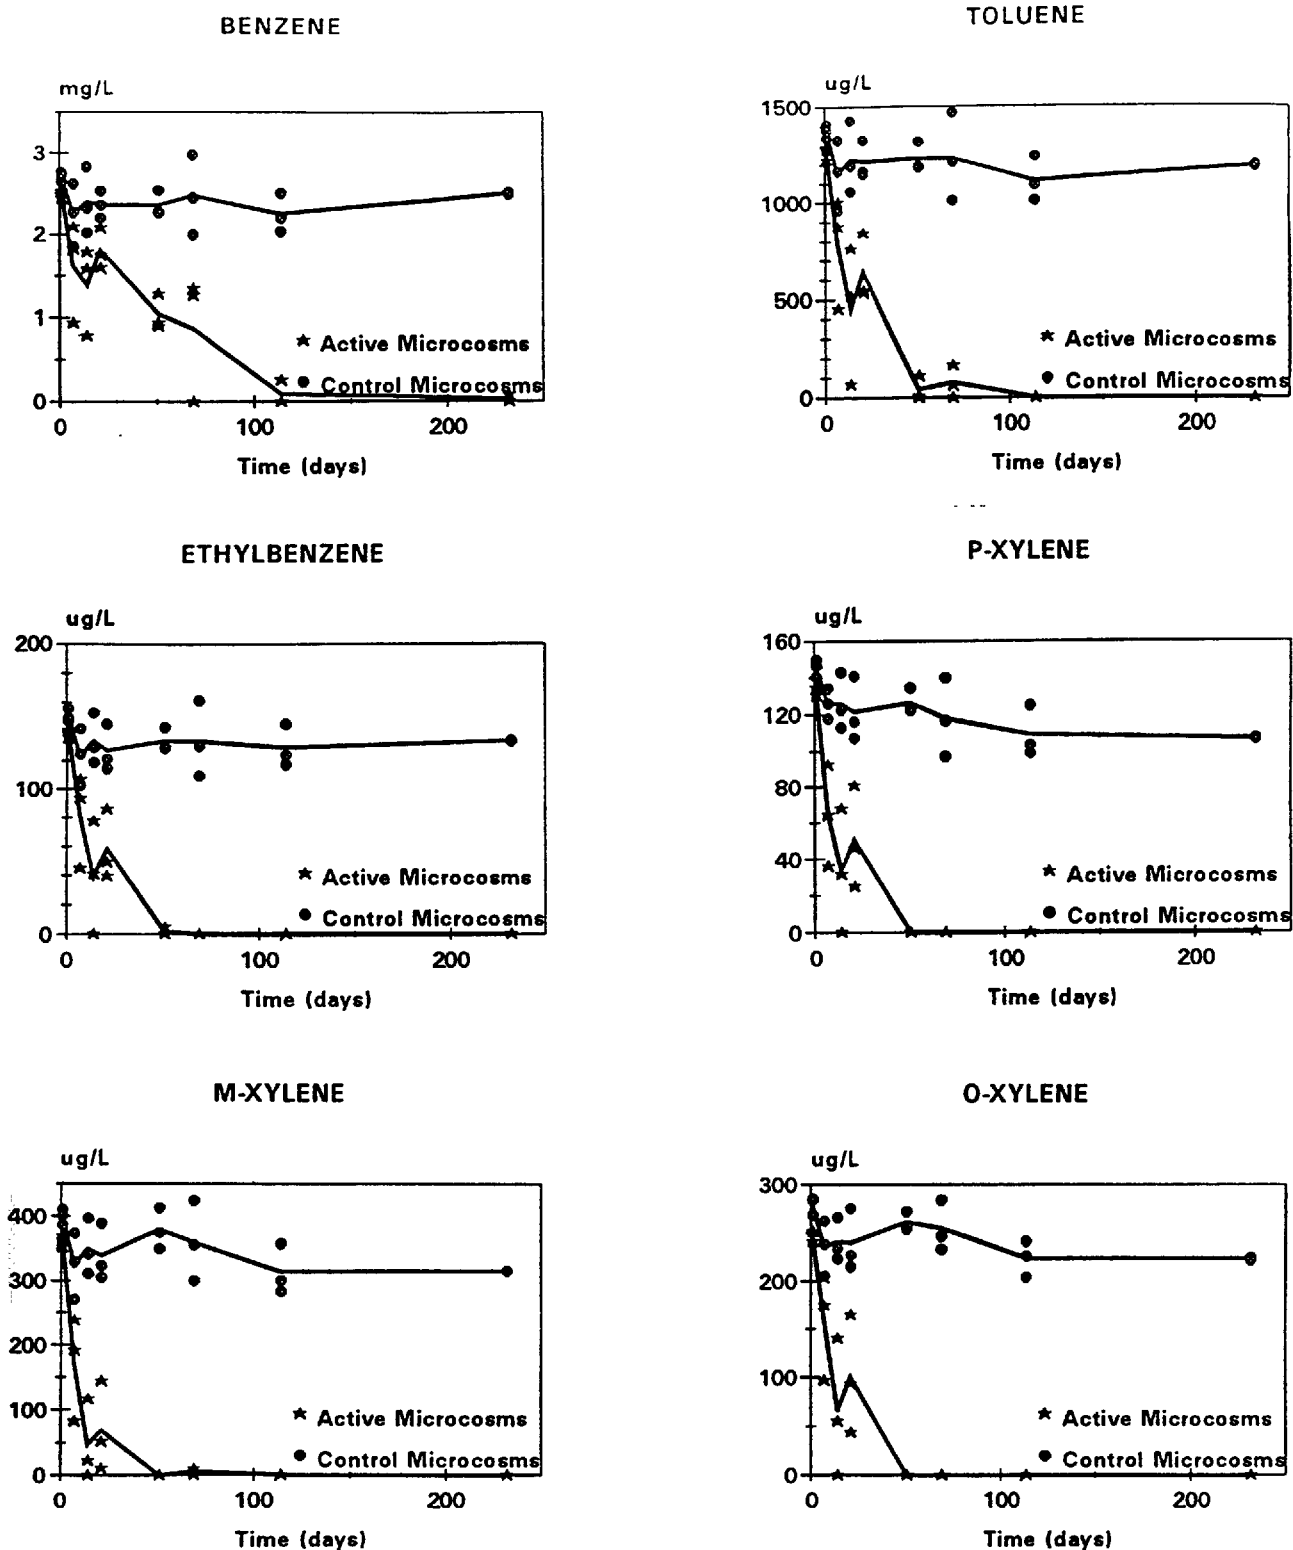 BENZENE
mg/L
3
2
1
0
0 100 200
Time (days)
★ Active Microcosms
● Control Microcosms
TOLUENE
ug/L
1500
1000
500
0
0 100 200
Time (days)
★ Active Microcosms
● Control Microcosms
ETHYLBENZENE
ug/L
200
100
0
0 100 200
Time (days)
★ Active Microcosms
● Control Microcosms
P-XYLENE
ug/L
160
120
80
40
0
0 100 200
Time (days)
★ Active Microcosms
● Control Microcosms
M-XYLENE
ug/L
400
300
200
100
0
0 100 200
Time (days)
★ Active Microcosms
● Control Microcosms
O-XYLENE
ug/L
300
200
100
0
0 100 200
Time (days)
★ Active Microcosms
● Control Microcosms